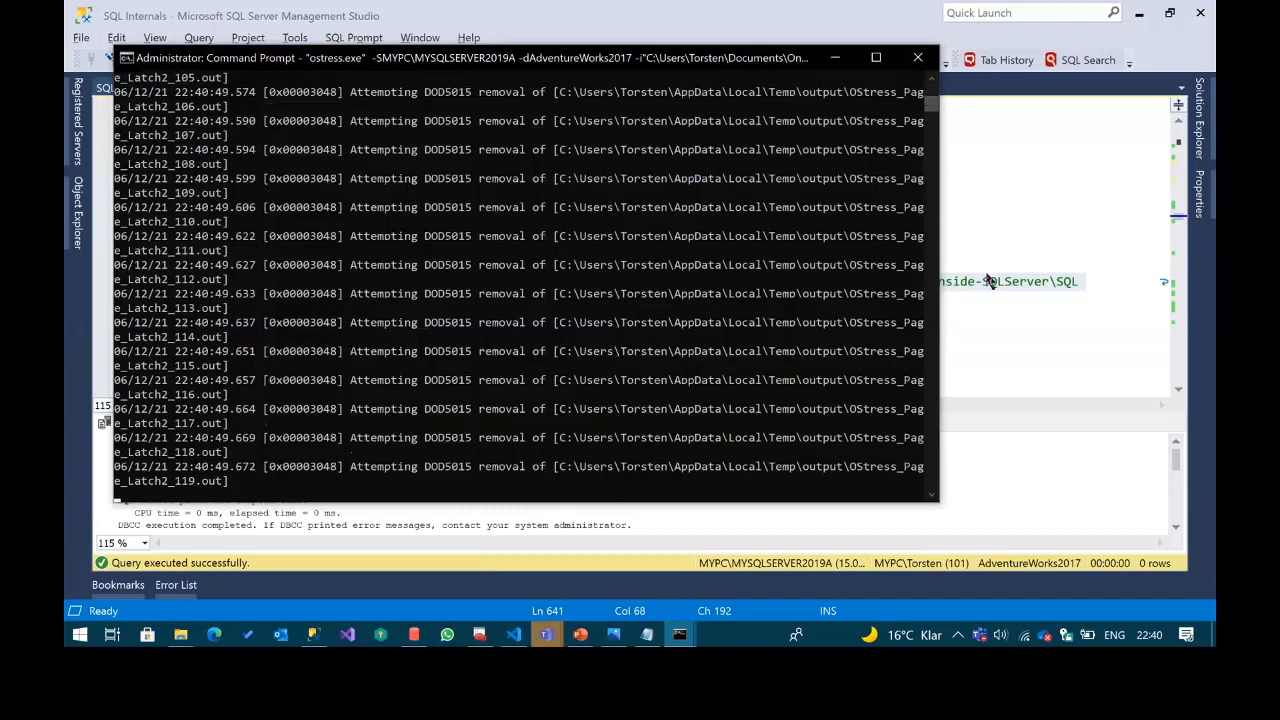 SQL Internals - Microsoft SQL Server Management Studio
Quick Launch
File Edit View Query Project Tools SQL Prompt Window Help
Administrator: Command Prompt - "ostress.exe" -SMYPC\MYSQLSERVER2019A -dAdventureWorks2017 -i"C:\Users\Torsten\Documents\On...
Tab History
SQL Search
SQL
Registered Servers
Object Explorer
Solution Explorer
Properties
e_Latch2_105.out]
06/12/21 22:40:49.574 [0x00003048] Attempting DOD5015 removal of [C:\Users\Torsten\AppData\Local\Temp\output\OStress_Pag
e_Latch2_106.out]
06/12/21 22:40:49.590 [0x00003048] Attempting DOD5015 removal of [C:\Users\Torsten\AppData\Local\Temp\output\OStress_Pag
e_Latch2_107.out]
06/12/21 22:40:49.594 [0x00003048] Attempting DOD5015 removal of [C:\Users\Torsten\AppData\Local\Temp\output\OStress_Pag
e_Latch2_108.out]
06/12/21 22:40:49.599 [0x00003048] Attempting DOD5015 removal of [C:\Users\Torsten\AppData\Local\Temp\output\OStress_Pag
e_Latch2_109.out]
06/12/21 22:40:49.606 [0x00003048] Attempting DOD5015 removal of [C:\Users\Torsten\AppData\Local\Temp\output\OStress_Pag
e_Latch2_110.out]
06/12/21 22:40:49.622 [0x00003048] Attempting DOD5015 removal of [C:\Users\Torsten\AppData\Local\Temp\output\OStress_Pag
e_Latch2_111.out]
06/12/21 22:40:49.627 [0x00003048] Attempting DOD5015 removal of [C:\Users\Torsten\AppData\Local\Temp\output\OStress_Pag
e_Latch2_112.out]
06/12/21 22:40:49.633 [0x00003048] Attempting DOD5015 removal of [C:\Users\Torsten\AppData\Local\Temp\output\OStress_Pag
e_Latch2_113.out]
06/12/21 22:40:49.637 [0x00003048] Attempting DOD5015 removal of [C:\Users\Torsten\AppData\Local\Temp\output\OStress_Pag
e_Latch2_114.out]
06/12/21 22:40:49.651 [0x00003048] Attempting DOD5015 removal of [C:\Users\Torsten\AppData\Local\Temp\output\OStress_Pag
e_Latch2_115.out]
06/12/21 22:40:49.657 [0x00003048] Attempting DOD5015 removal of [C:\Users\Torsten\AppData\Local\Temp\output\OStress_Pag
e_Latch2_116.out]
06/12/21 22:40:49.664 [0x00003048] Attempting DOD5015 removal of [C:\Users\Torsten\AppData\Local\Temp\output\OStress_Pag
e_Latch2_117.out]
06/12/21 22:40:49.669 [0x00003048] Attempting DOD5015 removal of [C:\Users\Torsten\AppData\Local\Temp\output\OStress_Pag
e_Latch2_118.out]
06/12/21 22:40:49.672 [0x00003048] Attempting DOD5015 removal of [C:\Users\Torsten\AppData\Local\Temp\output\OStress_Pag
e_Latch2_119.out]
nside-SQLServer\SQL
115
CPU time = 0 ms, elapsed time = 0 ms.
DBCC execution completed. If DBCC printed error messages, contact your system administrator.
115 %
Query executed successfully.
MYPC\MYSQLSERVER2019A (15.0... MYPC\Torsten (101) AdventureWorks2017 00:00:00 0 rows
Bookmarks Error List
Ready Ln 641 Col 68 Ch 192 INS
16°C Klar ENG 22:40